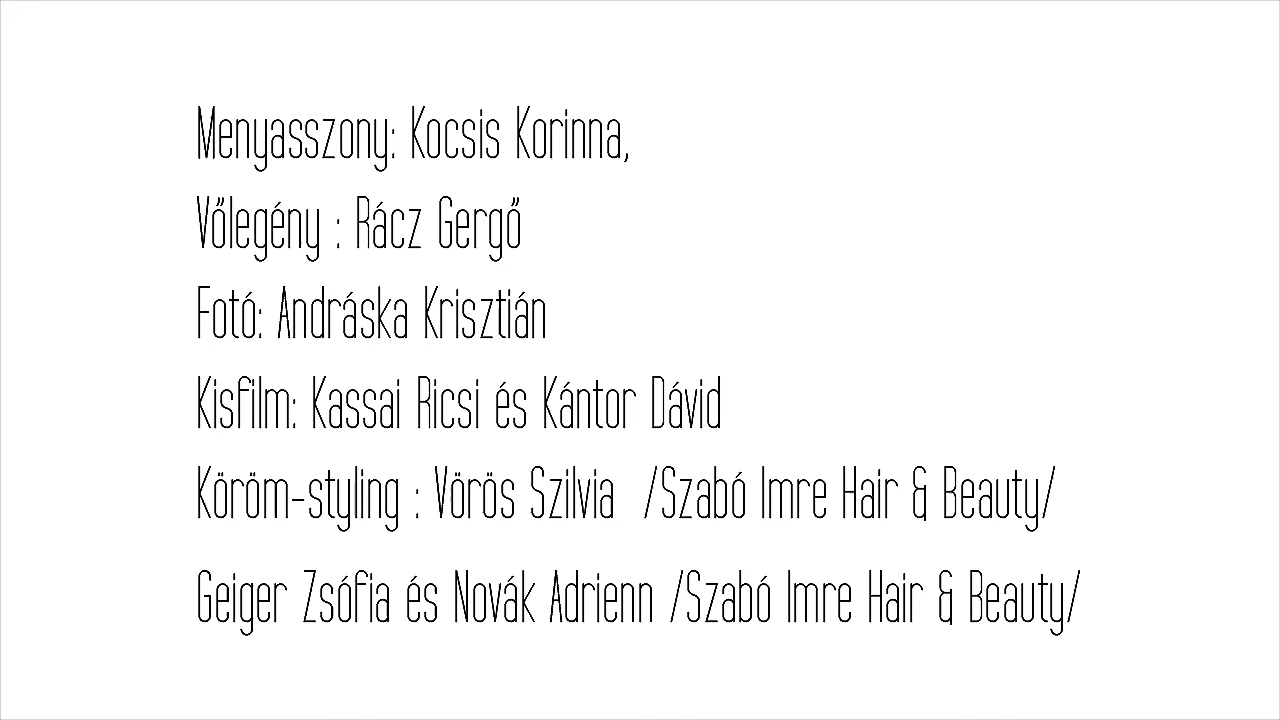 Menyasszony: Kocsis Korinna,
Vőlegény : Rácz Gergő
Fotó: Andráska Krisztián
Kisfilm: Kassai Ricsi és Kántor Dávid
Köröm-styling : Vörös Szilvia /Szabó Imre Hair & Beauty/
Geiger Zsófia és Novák Adrienn /Szabó Imre Hair & Beauty/